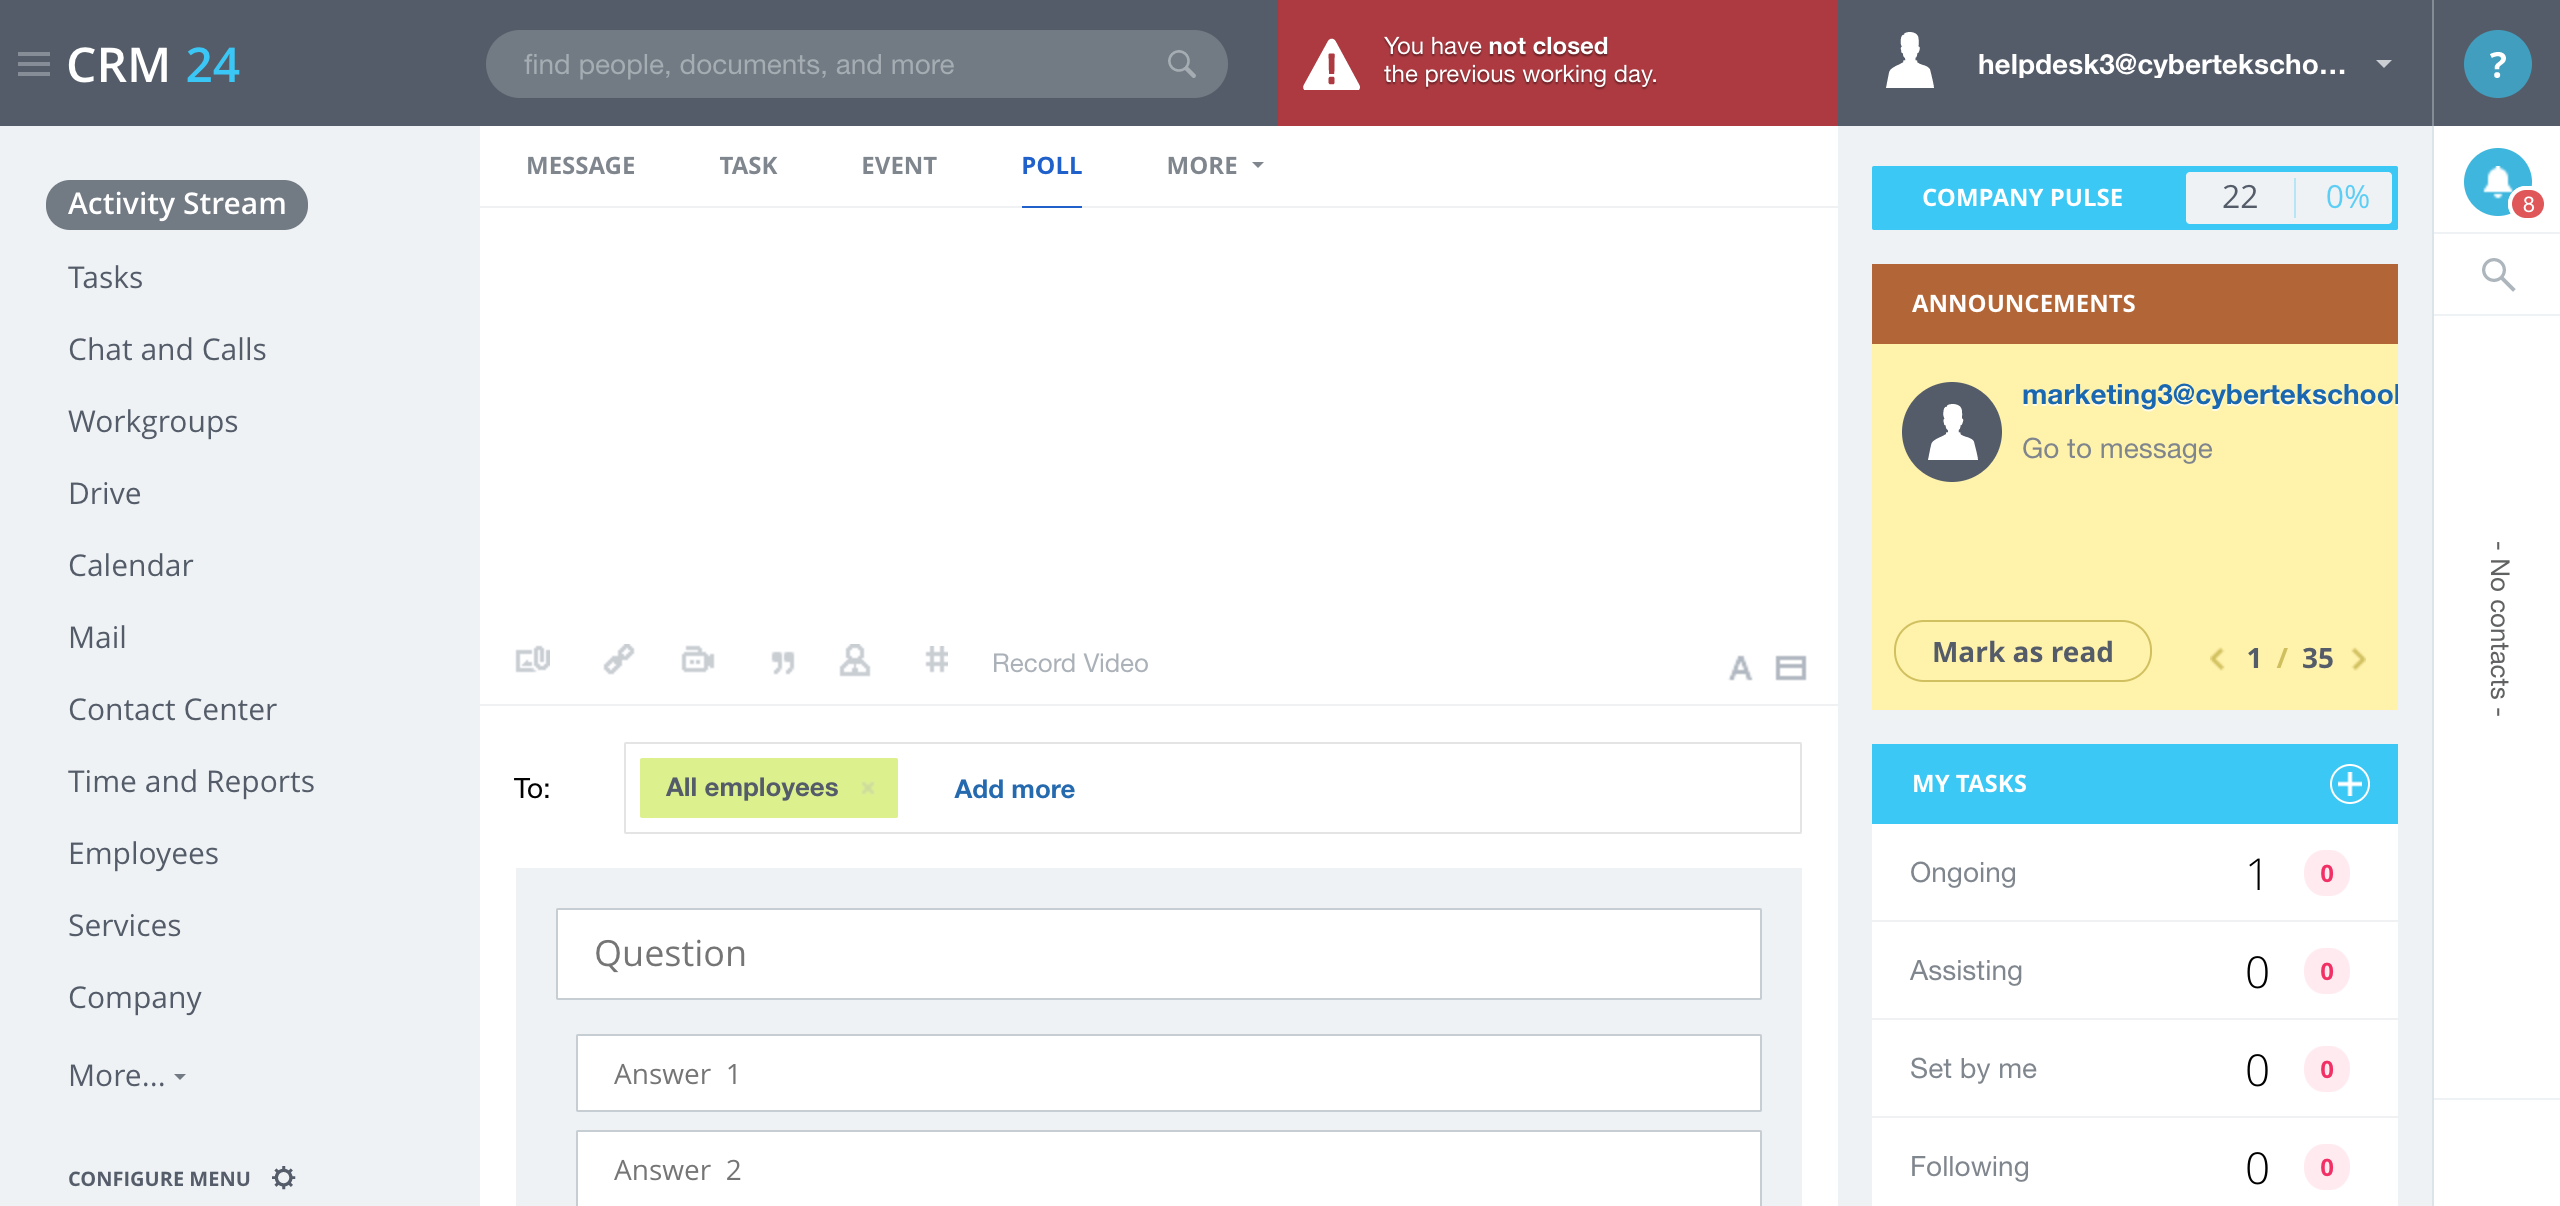 CRM 24
find people, documents, and more
You have not closed
the previous working day.
helpdesk3@cybertekscho...
?
Activity Stream
Tasks
Chat and Calls
Workgroups
Drive
Calendar
Mail
Contact Center
Time and Reports
Employees
Services
Company
More...
CONFIGURE MENU
MESSAGE TASK EVENT POLL MORE
Record Video
A
To: All employees × Add more
Question
Answer 1
Answer 2
COMPANY PULSE 22 0%
ANNOUNCEMENTS
marketing3@cybertekschool
Go to message
Mark as read 1 / 35
MY TASKS
Ongoing 1 0
Assisting 0 0
Set by me 0 0
Following 0 0
8
- No contacts -